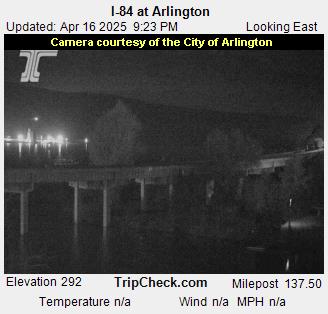 I-84 at Arlington
Updated: Apr 16 2025 9:23 PM Looking East
Camera courtesy of the City of Arlington
Elevation 292 TripCheck.com Milepost 137.50
Temperature n/a Wind n/a MPH n/a